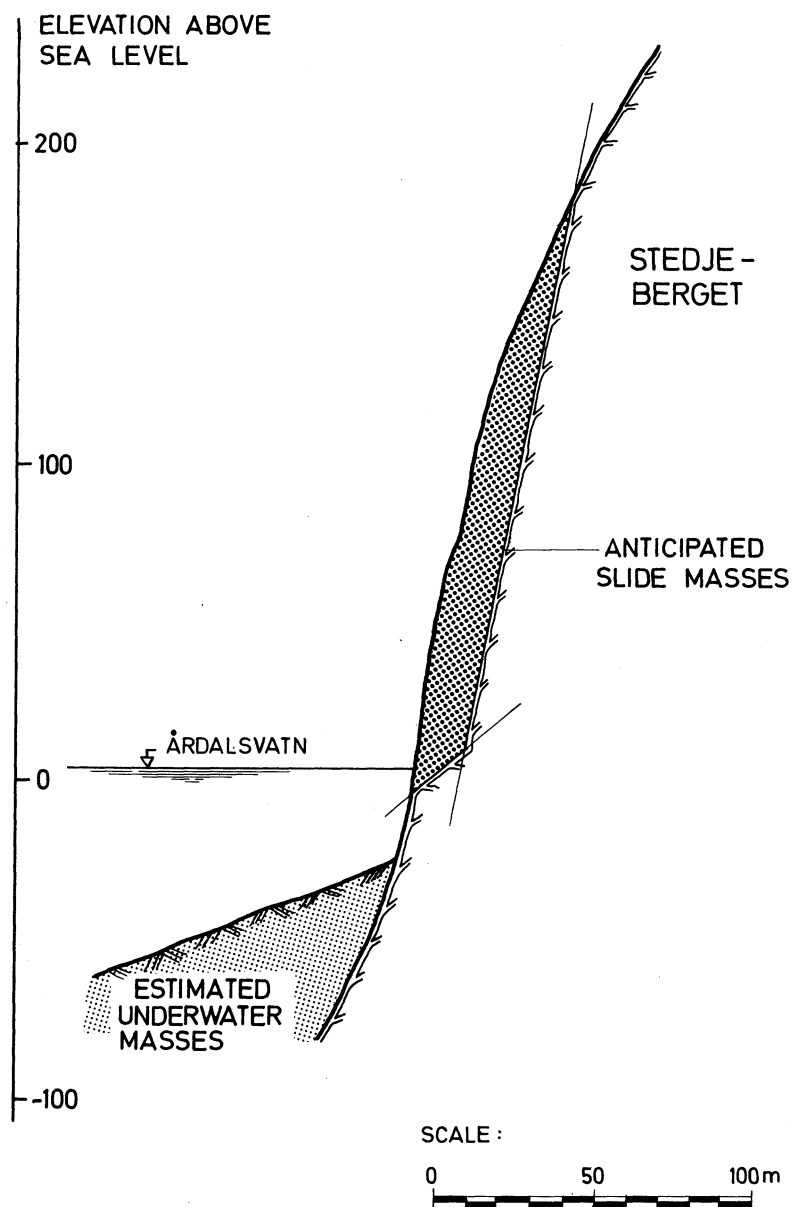 ELEVATION ABOVE
SEA LEVEL
200
STEDJE-
BERGET
100
ANTICIPATED
SLIDE MASSES
ÅRDALSVATN
0
ESTIMATED
UNDERWATER
MASSES
-100
SCALE :
0 50 100 m